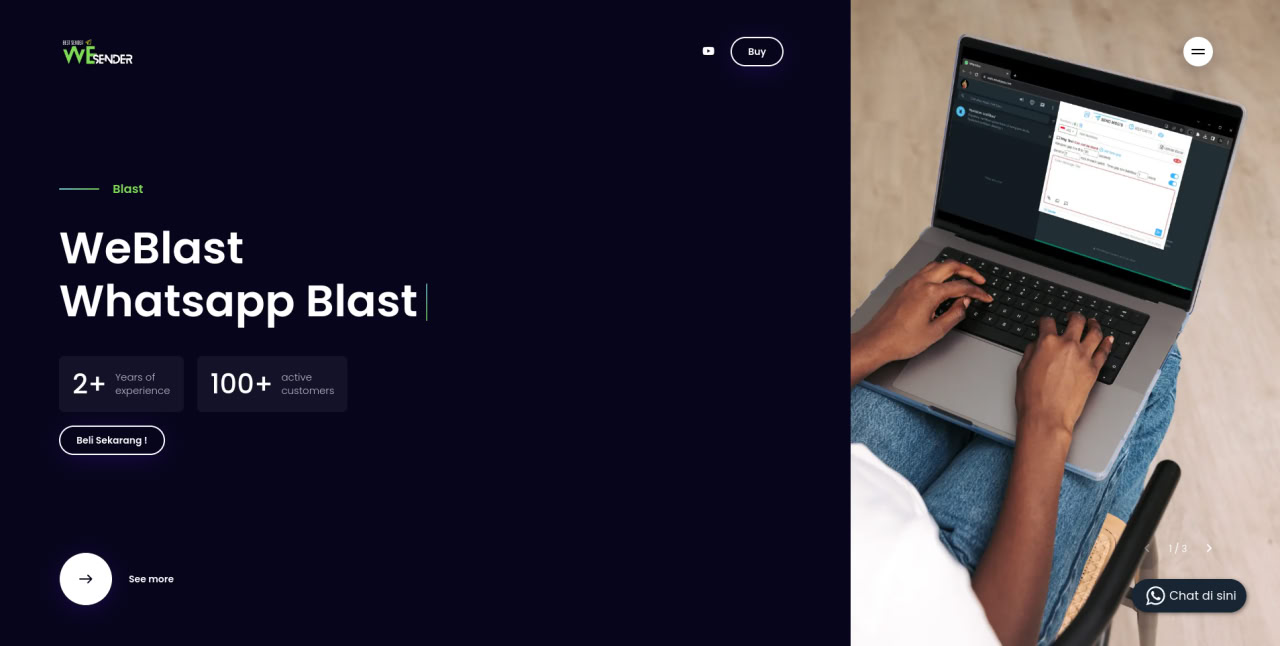 BEST SENDER
WESENDER
Buy
Blast
WeBlast
Whatsapp Blast
2+ Years of
experience
100+ active
customers
Beli Sekarang !
See more
1 / 3
Chat di sini